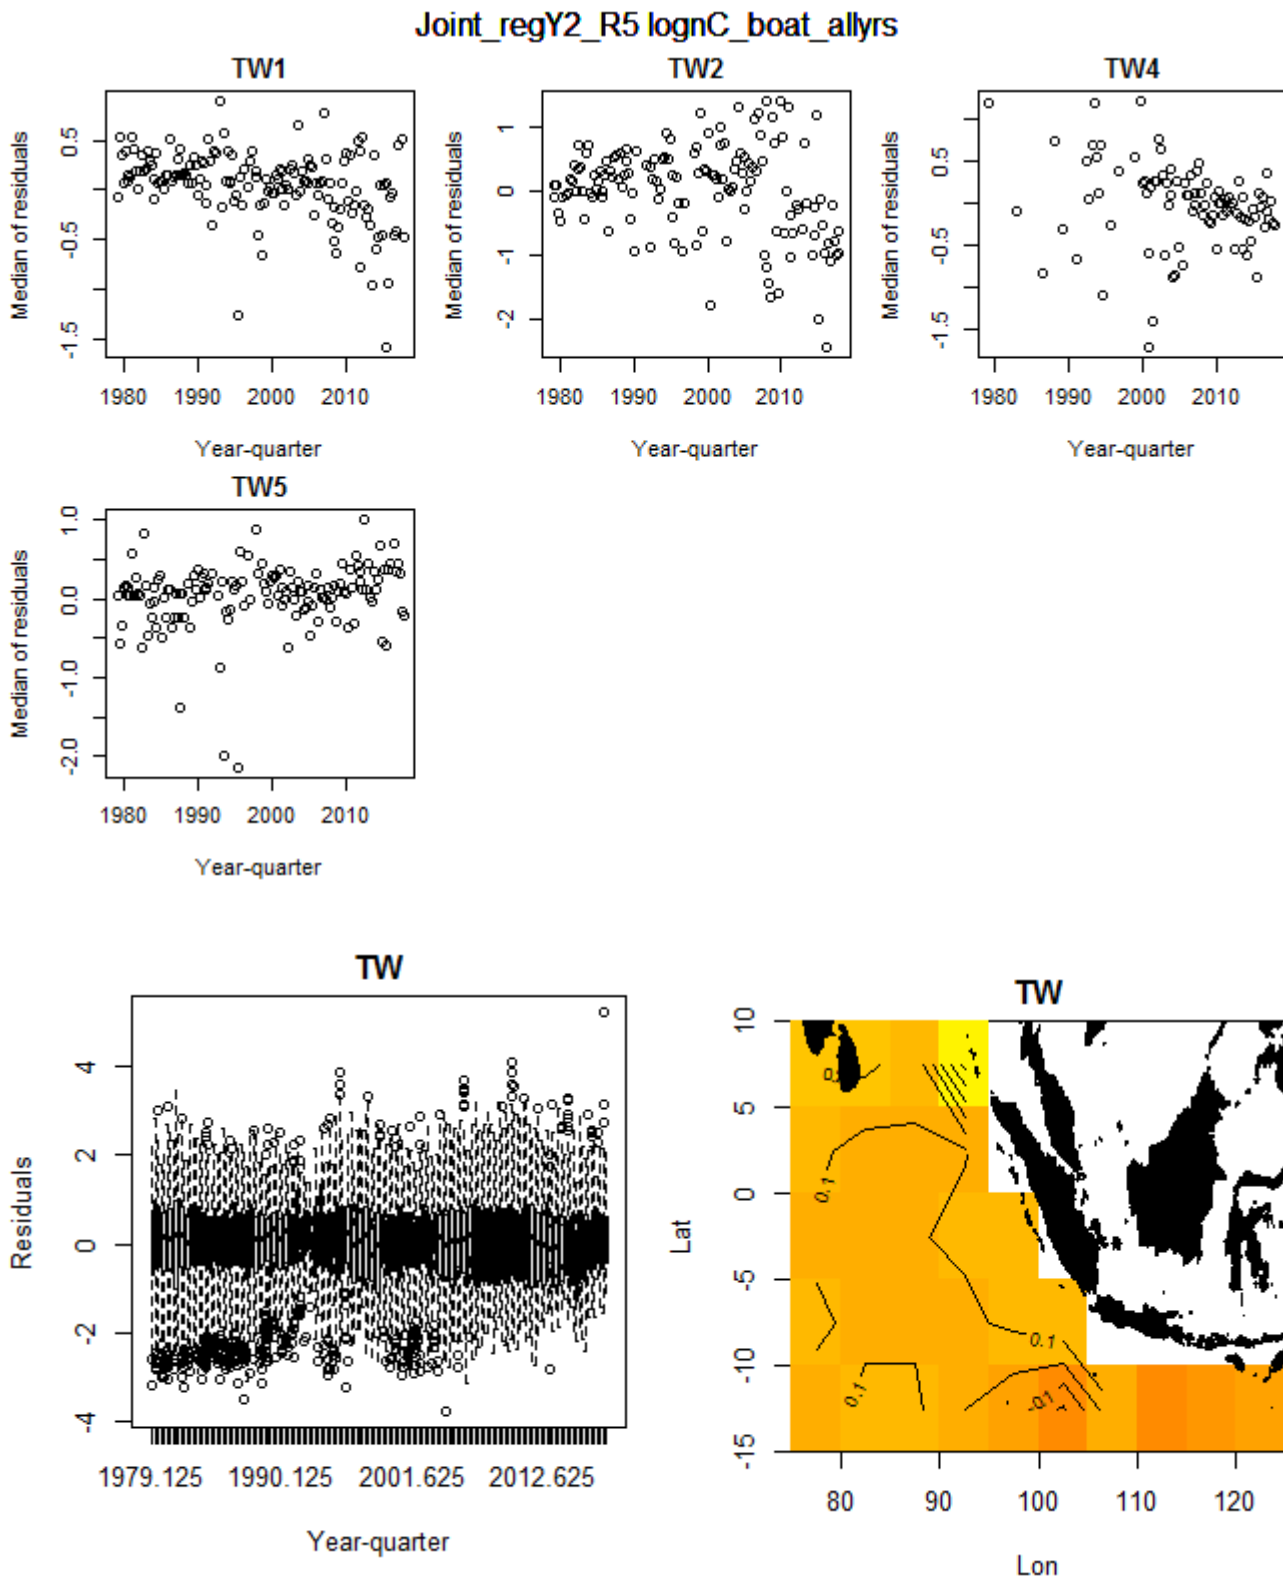 Joint_regY2_R5 lognC_boat_allyrs
TW1
Median of residuals
0.5
-0.5
-1.5
1980 1990 2000 2010
Year-quarter
TW2
Median of residuals
1
0
-1
-2
1980 1990 2000 2010
Year-quarter
TW4
Median of residuals
0.5
-0.5
-1.5
1980 1990 2000 2010
Year-quarter
TW5
Median of residuals
1.0
0.0
-1.0
-2.0
1980 1990 2000 2010
Year-quarter
TW
Residuals
4
2
0
-2
-4
1979.125 1990.125 2001.625 2012.625
Year-quarter
TW
Lat
10
5
0
-5
-10
-15
0.1
0.1
0.1
-0.1
80 90 100 110 120
Lon